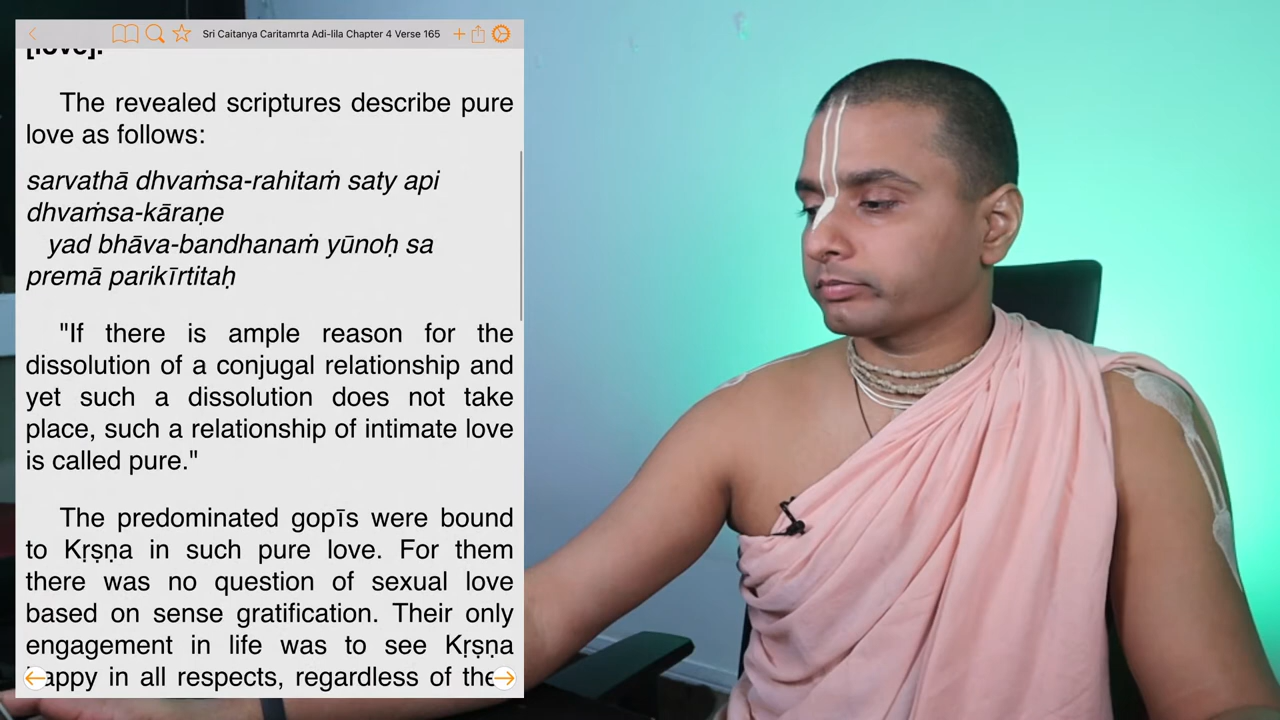 Sri Caitanya Caritamrta Adi-lila Chapter 4 Verse 165
[love].
The revealed scriptures describe pure
love as follows:
sarvathā dhvaṁsa-rahitaṁ saty api
dhvaṁsa-kāraṇe
yad bhāva-bandhanaṁ yūnoḥ sa
premā parikīrtitaḥ
"If there is ample reason for the
dissolution of a conjugal relationship and
yet such a dissolution does not take
place, such a relationship of intimate love
is called pure."
The predominated gopīs were bound
to Kṛṣṇa in such pure love. For them
there was no question of sexual love
based on sense gratification. Their only
engagement in life was to see Kṛṣṇa
happy in all respects, regardless of